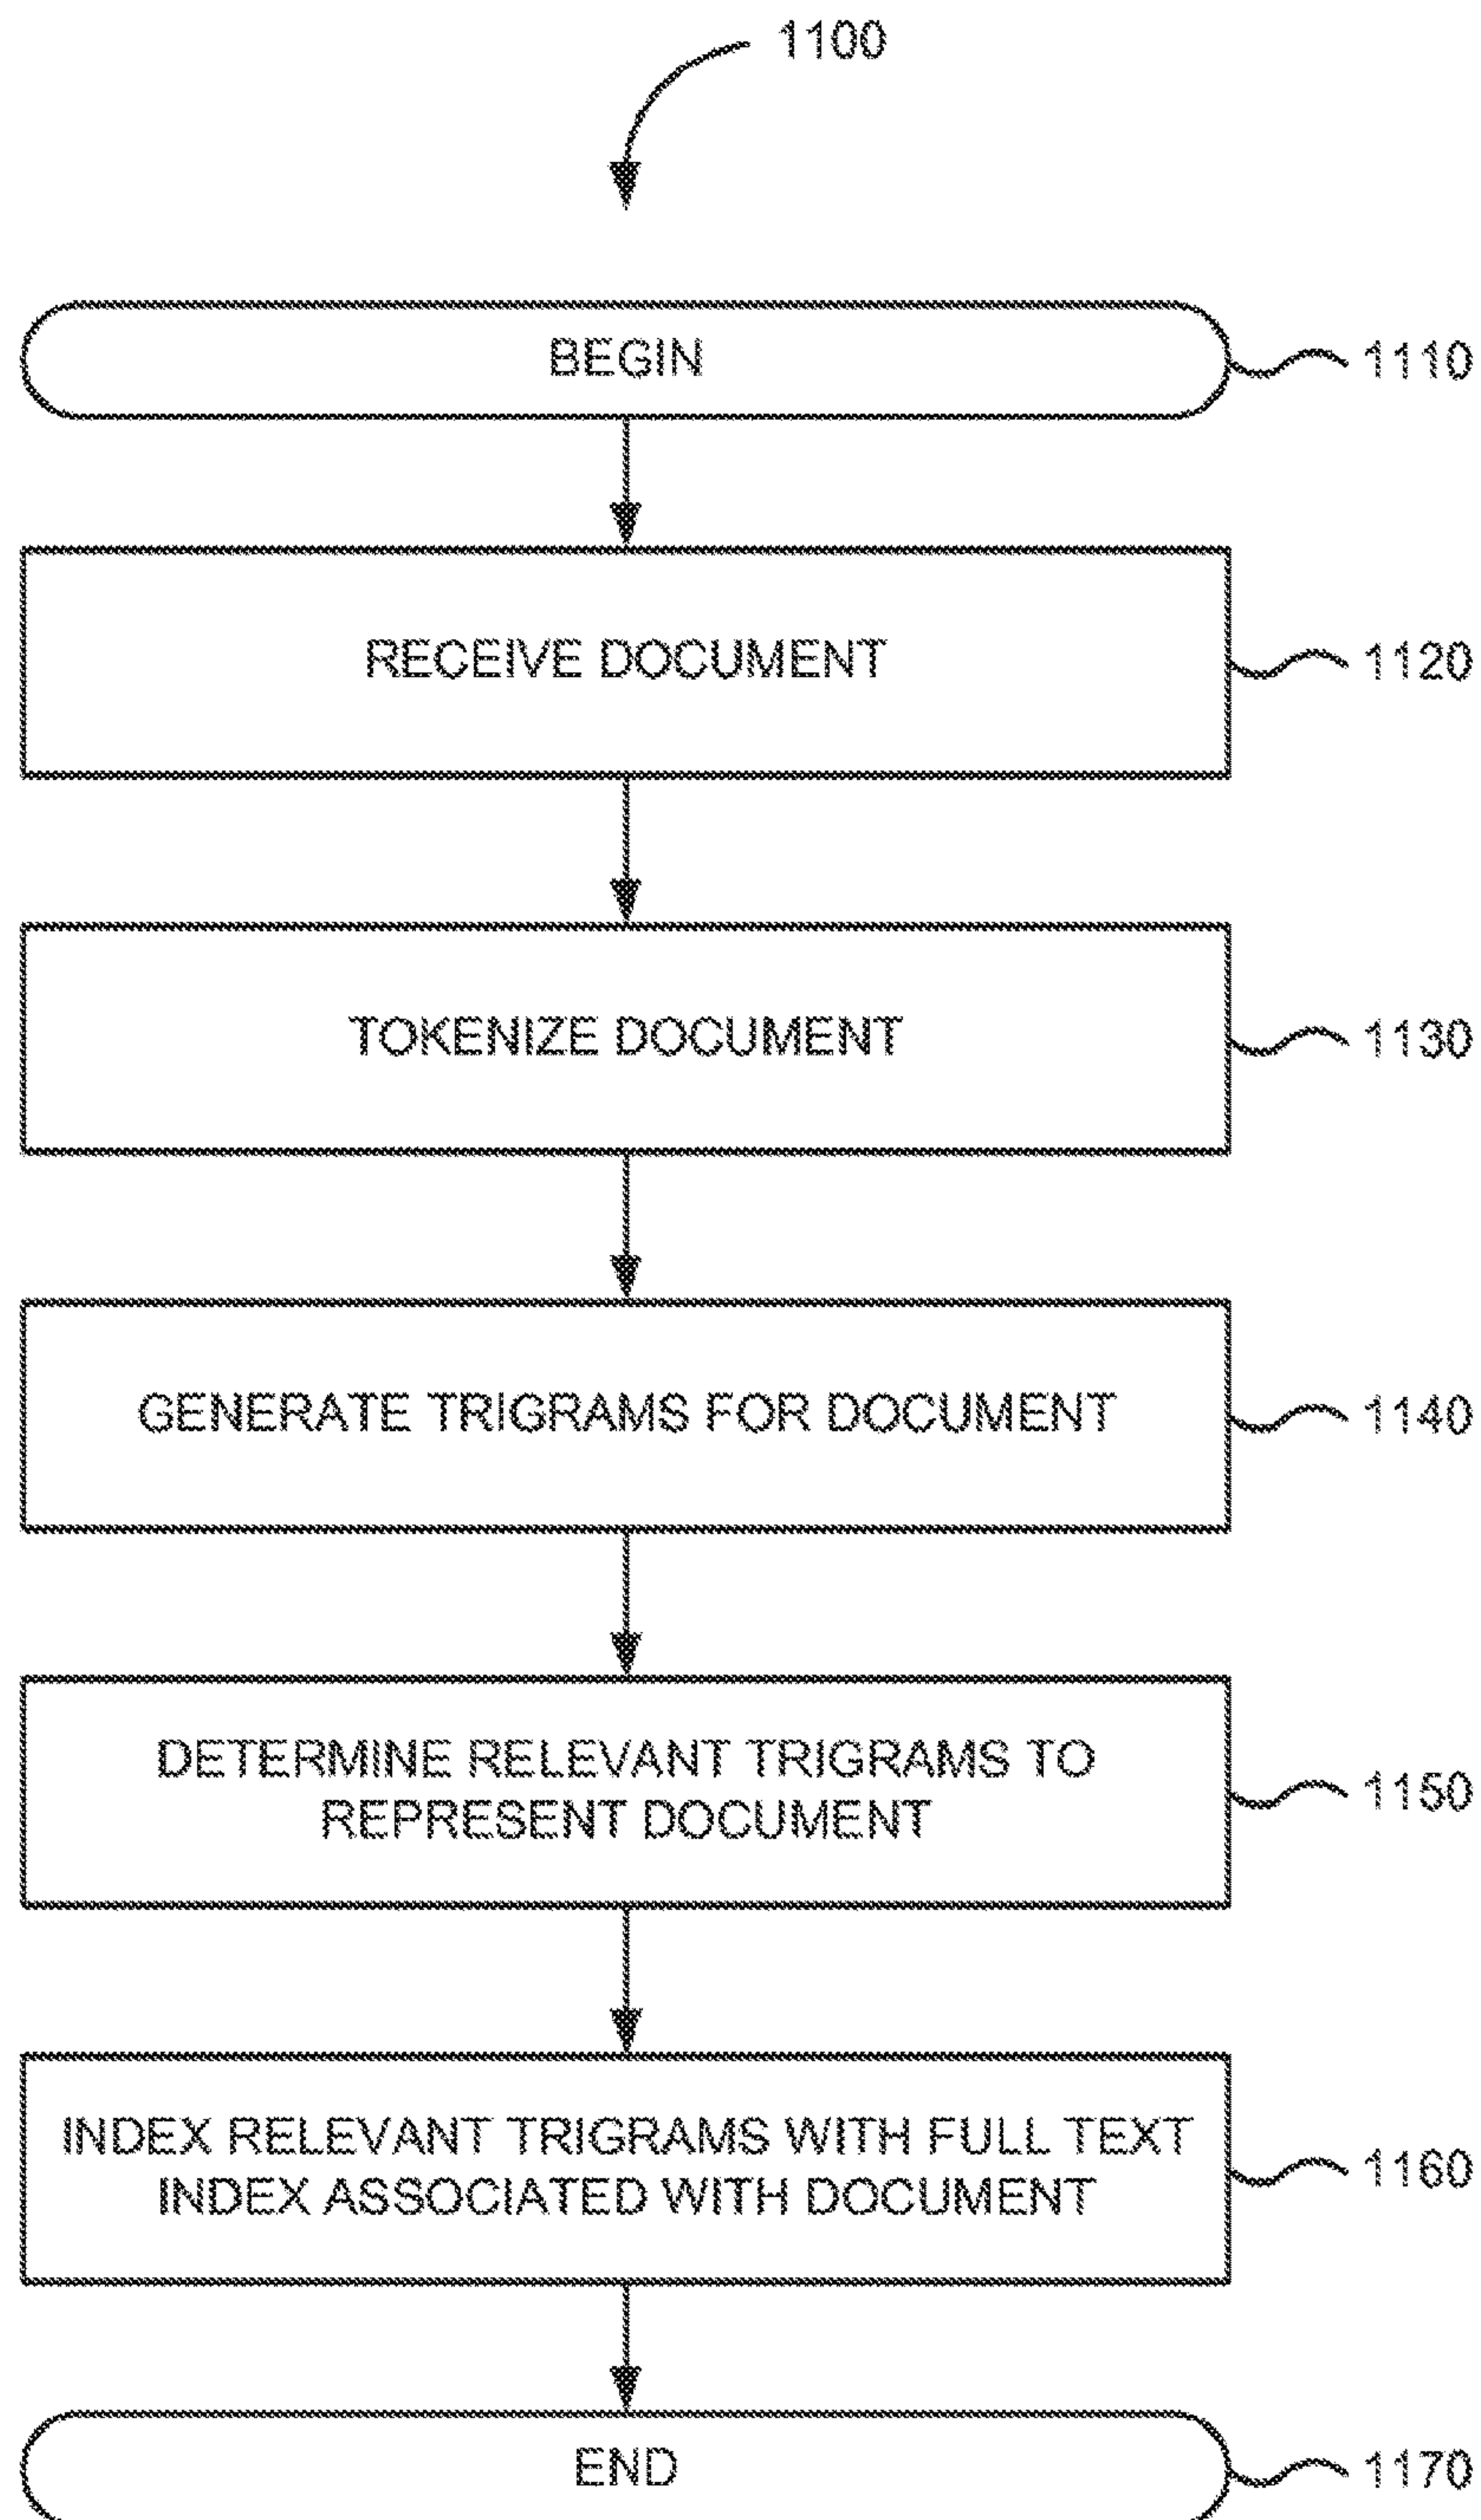 1100
BEGIN
1110
RECEIVE DOCUMENT
1120
TOKENIZE DOCUMENT
1130
GENERATE TRIGRAMS FOR DOCUMENT
1140
DETERMINE RELEVANT TRIGRAMS TO
REPRESENT DOCUMENT
1150
INDEX RELEVANT TRIGRAMS WITH FULL TEXT
INDEX ASSOCIATED WITH DOCUMENT
1160
END
1170